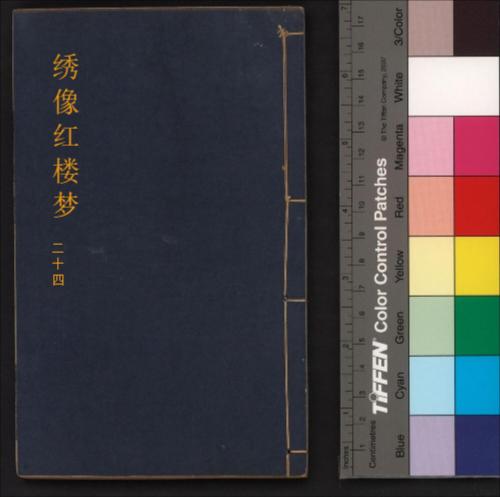 绣像红楼梦
二十四
3/Color
White
Magenta
Red
Yellow
Green
Cyan
Blue
© The Tiffen Company, 2007
TIFFEN Color Control Patches
Centimetres
Inches